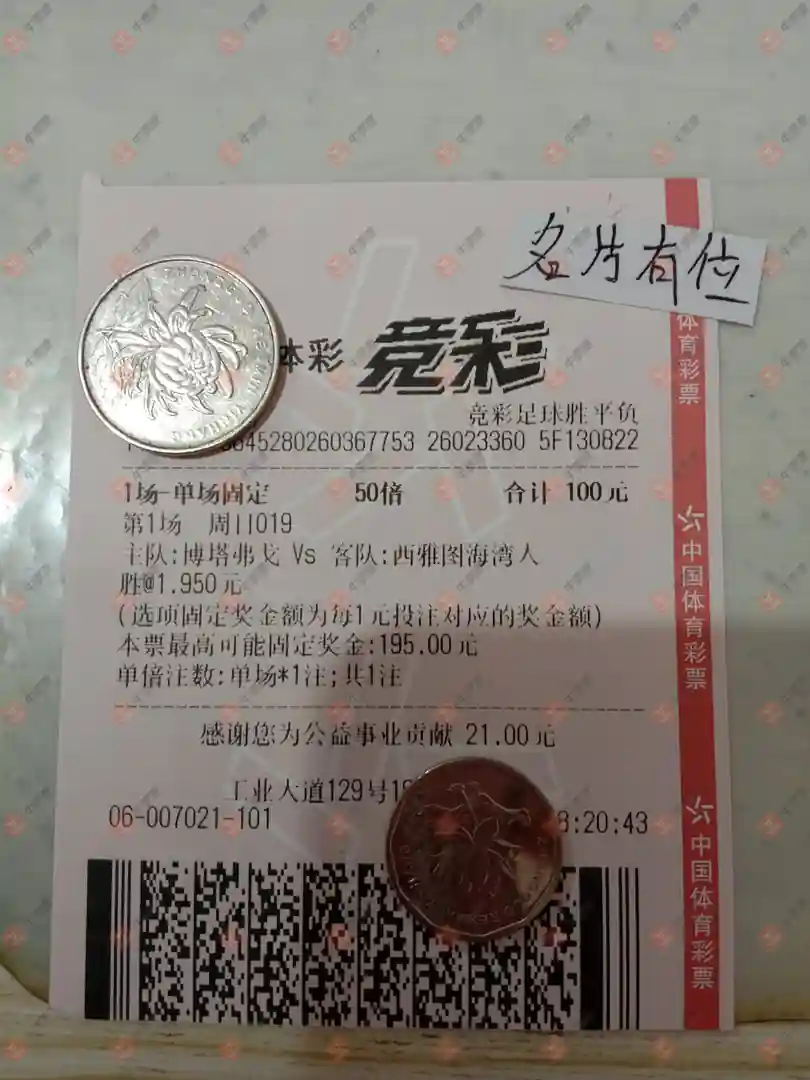 名片有位
本彩 竞彩
竞彩足球胜平负
645280260367753 26023360 5F130822
1场-单场固定 50倍 合计 100元
第1场 周日019
主队:博塔弗戈 Vs 客队:西雅图海湾人
胜@1.950元
(选项固定奖金额为每1元投注对应的奖金额)
本票最高可能固定奖金:195.00元
单倍注数:单场*1注;共1注
感谢您为公益事业贡献 21.00元
工业大道129号1
06-007021-101 8:20:43
体育彩票
中国体育彩票
中国体育彩票